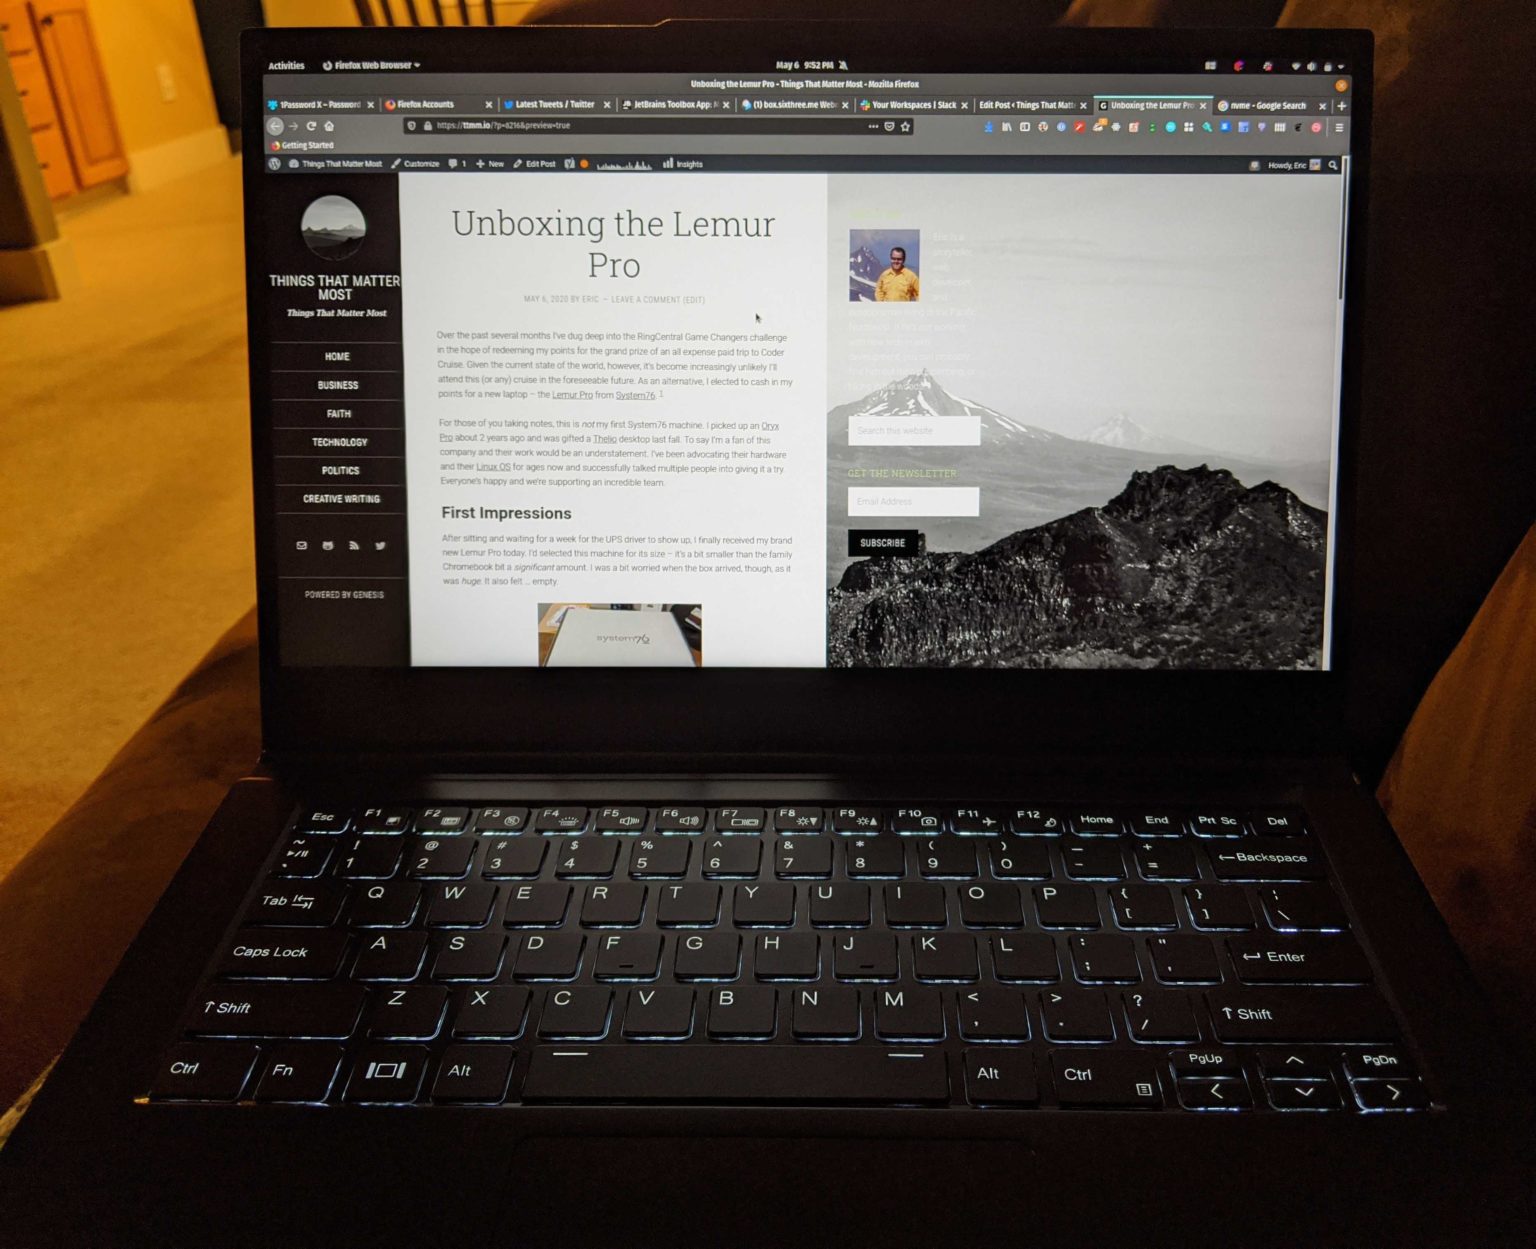 Activities
Firefox Web Browser
May 6 9:52 PM
Unboxing the Lemur Pro - Things That Matter Most - Mozilla Firefox
1Password X – Password
Firefox Accounts
Latest Tweets / Twitter
JetBrains Toolbox App:
(1) box.sixthree.me Web
Your Workspaces | Slack
Edit Post ‹ Things That Matt
Unboxing the Lemur Pro
nvme - Google Search
https://ttmm.io/?p=6216&preview=true
Getting Started
Things That Matter Most
Customize
1
New
Edit Post
Insights
Howdy, Eric
THINGS THAT MATTER
MOST
Things That Matter Most
HOME
BUSINESS
FAITH
TECHNOLOGY
POLITICS
CREATIVE WRITING
POWERED BY GENESIS
Unboxing the Lemur
Pro
MAY 6, 2020 BY ERIC – LEAVE A COMMENT (EDIT)
Over the past several months I've dug deep into the RingCentral Game Changers challenge
in the hope of redeeming my points for the grand prize of an all expense paid trip to Coder
Cruise. Given the current state of the world, however, it's become increasingly unlikely I'll
attend this (or any) cruise in the foreseeable future. As an alternative, I elected to cash in my
points for a new laptop – the Lemur Pro from System76. 1
For those of you taking notes, this is not my first System76 machine. I picked up an Oryx
Pro about 2 years ago and was gifted a Thelio desktop last fall. To say I'm a fan of this
company and their work would be an understatement. I've been advocating their hardware
and their Linux OS for ages now and successfully talked multiple people into giving it a try.
Everyone's happy and we're supporting an incredible team.
First Impressions
After sitting and waiting for a week for the UPS driver to show up, I finally received my brand
new Lemur Pro today. I'd selected this machine for its size – it's a bit smaller than the family
Chromebook bit a significant amount. I was a bit worried when the box arrived, though, as it
was huge. It also felt ... empty.
system76
Eric is a
Search this website
GET THE NEWSLETTER
Email Address
SUBSCRIBE
Esc F1 F2 F3 F4 F5 F6 F7 F8 F9 F10 F11 F12 Home End Prt Sc Del
~ ! @ # $ % ^ & * ( ) _ +
` 1 2 3 4 5 6 7 8 9 0 - = ←Backspace
Tab Q W E R T Y U I O P { [ } ] | \
Caps Lock A S D F G H J K L : ; " ' ↵ Enter
↑ Shift Z X C V B N M < , > . ? / ↑ Shift
Ctrl Fn Alt Alt Ctrl PgUp PgDn